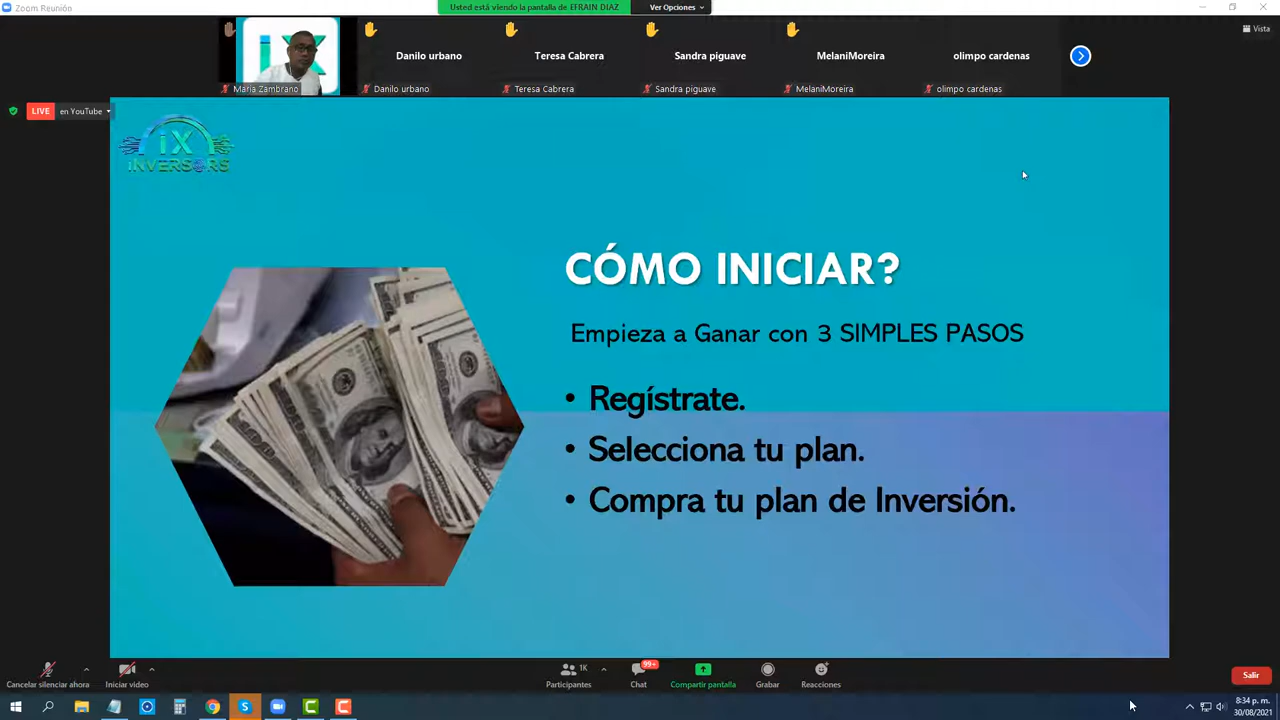 Zoom Reunión
Usted está viendo la pantalla de EFRAIN DIAZ
Ver Opciones
Vista
Danilo urbano
Teresa Cabrera
Sandra piguave
MelaniMoreira
olimpo cardenas
Maria Zambrano
Danilo urbano
Teresa Cabrera
Sandra piguave
MelaniMoreira
olimpo cardenas
LIVE
en YouTube
iX
iNVERSORS
CÓMO INICIAR?
Empieza a Ganar con 3 SIMPLES PASOS
• Regístrate.
• Selecciona tu plan.
• Compra tu plan de Inversión.
1K
99+
Cancelar silenciar ahora
Iniciar video
Participantes
Chat
Compartir pantalla
Grabar
Reacciones
Salir
8:34 p. m.
30/08/2021